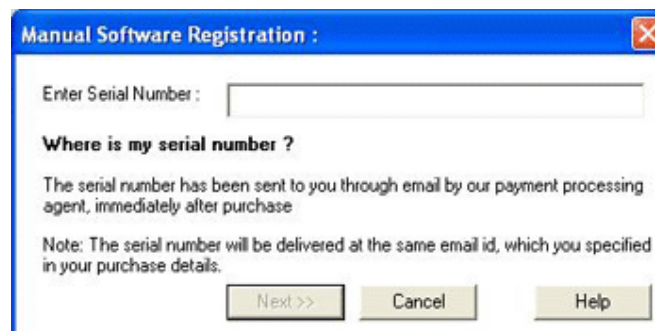 Manual Software Registration :
Enter Serial Number :
Where is my serial number ?
The serial number has been sent to you through email by our payment processing
agent, immediately after purchase
Note: The serial number will be delivered at the same email id, which you specified
in your purchase details.
Next >> Cancel Help